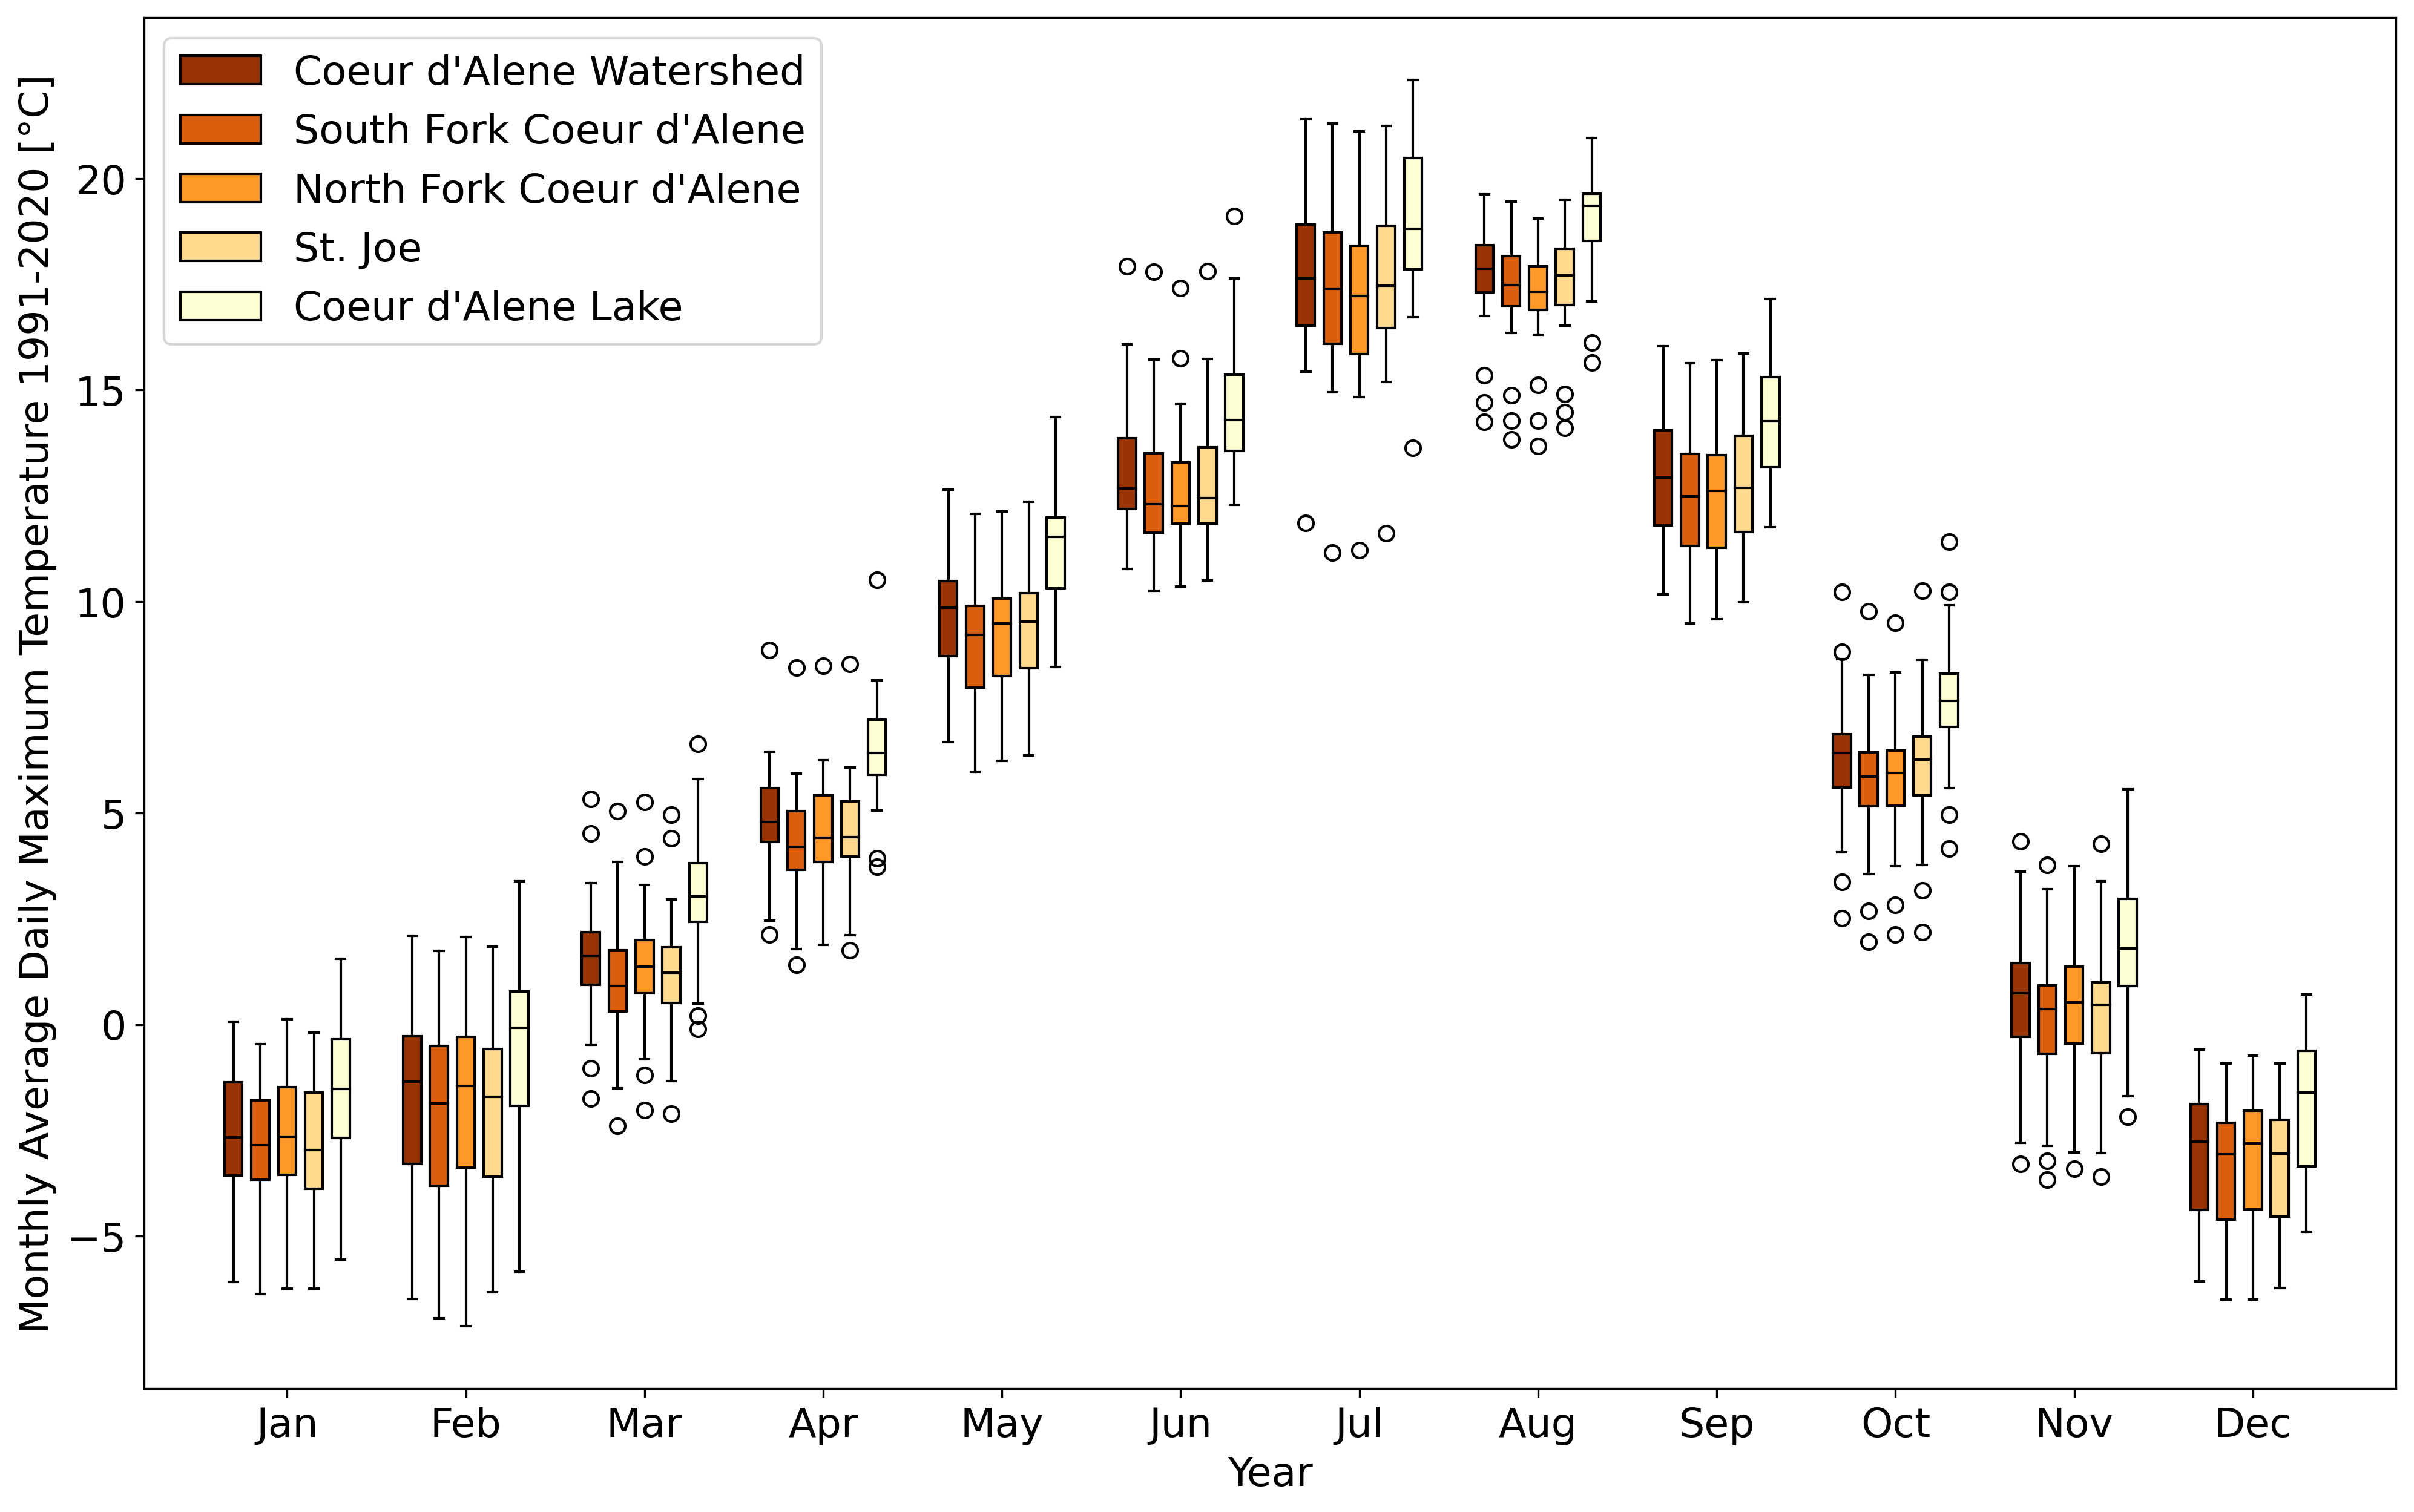 Coeur d'Alene Watershed
South Fork Coeur d'Alene
North Fork Coeur d'Alene
St. Joe
Coeur d'Alene Lake
Monthly Average Daily Maximum Temperature 1991-2020 [°C]
20
15
10
5
0
−5
Jan Feb Mar Apr May Jun Jul Aug Sep Oct Nov Dec
Year